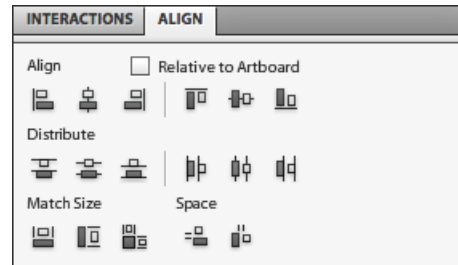 INTERACTIONS ALIGN
Align Relative to Artboard
Distribute
Match Size Space